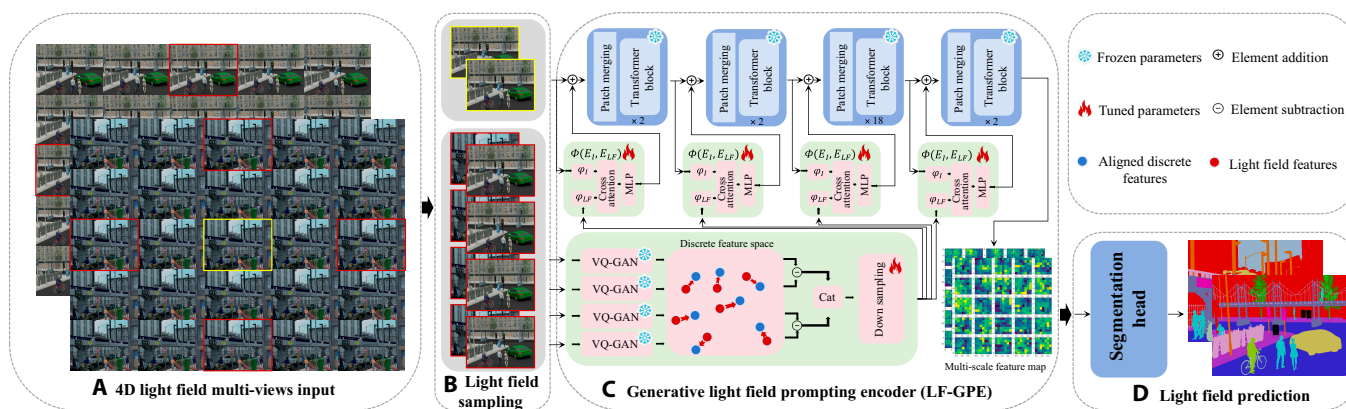 A 4D light field multi-views input
B Light field
sampling
Patch merging
Transformer
block
× 2
Patch merging
Transformer
block
× 2
Patch merging
Transformer
block
× 18
Patch merging
Transformer
block
× 2
Φ(E_I, E_LF)
φ_I
φ_LF
Cross
attention
MLP
Φ(E_I, E_LF)
φ_I
φ_LF
Cross
attention
MLP
Φ(E_I, E_LF)
φ_I
φ_LF
Cross
attention
MLP
Φ(E_I, E_LF)
φ_I
φ_LF
Cross
attention
MLP
Discrete feature space
VQ-GAN
VQ-GAN
VQ-GAN
VQ-GAN
Cat
Down sampling
Multi-scale feature map
C Generative light field prompting encoder (LF-GPE)
Frozen parameters
Element addition
Tuned parameters
Element subtraction
Aligned discrete
features
Light field features
Segmentation
head
D Light field prediction